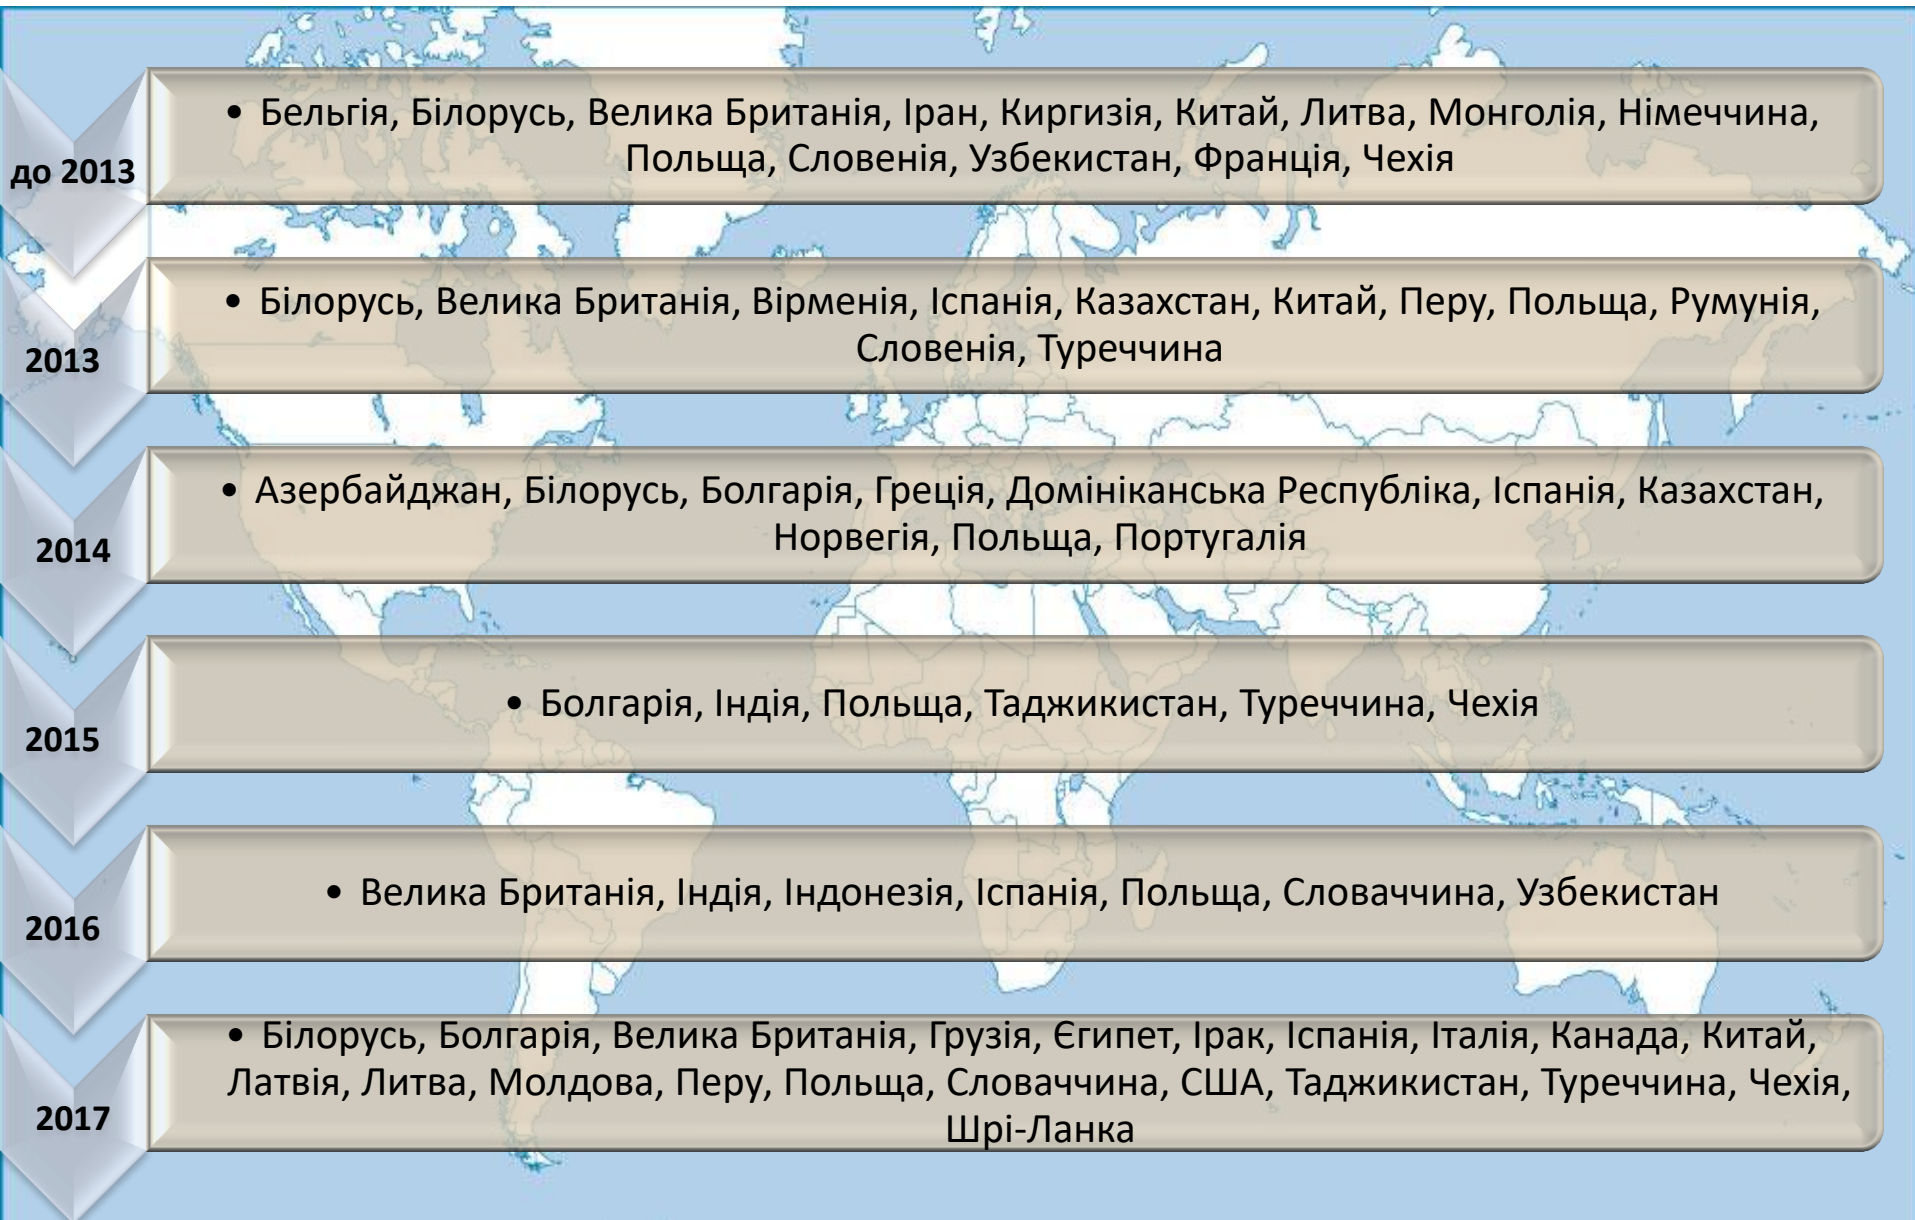 до 2013
• Бельгія, Білорусь, Велика Британія, Іран, Киргизія, Китай, Литва, Монголія, Німеччина,
Польща, Словенія, Узбекистан, Франція, Чехія
2013
• Білорусь, Велика Британія, Вірменія, Іспанія, Казахстан, Китай, Перу, Польща, Румунія,
Словенія, Туреччина
2014
• Азербайджан, Білорусь, Болгарія, Греція, Домініканська Республіка, Іспанія, Казахстан,
Норвегія, Польща, Португалія
2015
• Болгарія, Індія, Польща, Таджикистан, Туреччина, Чехія
2016
• Велика Британія, Індія, Індонезія, Іспанія, Польща, Словаччина, Узбекистан
2017
• Білорусь, Болгарія, Велика Британія, Грузія, Єгипет, Ірак, Іспанія, Італія, Канада, Китай,
Латвія, Литва, Молдова, Перу, Польща, Словаччина, США, Таджикистан, Туреччина, Чехія,
Шрі-Ланка